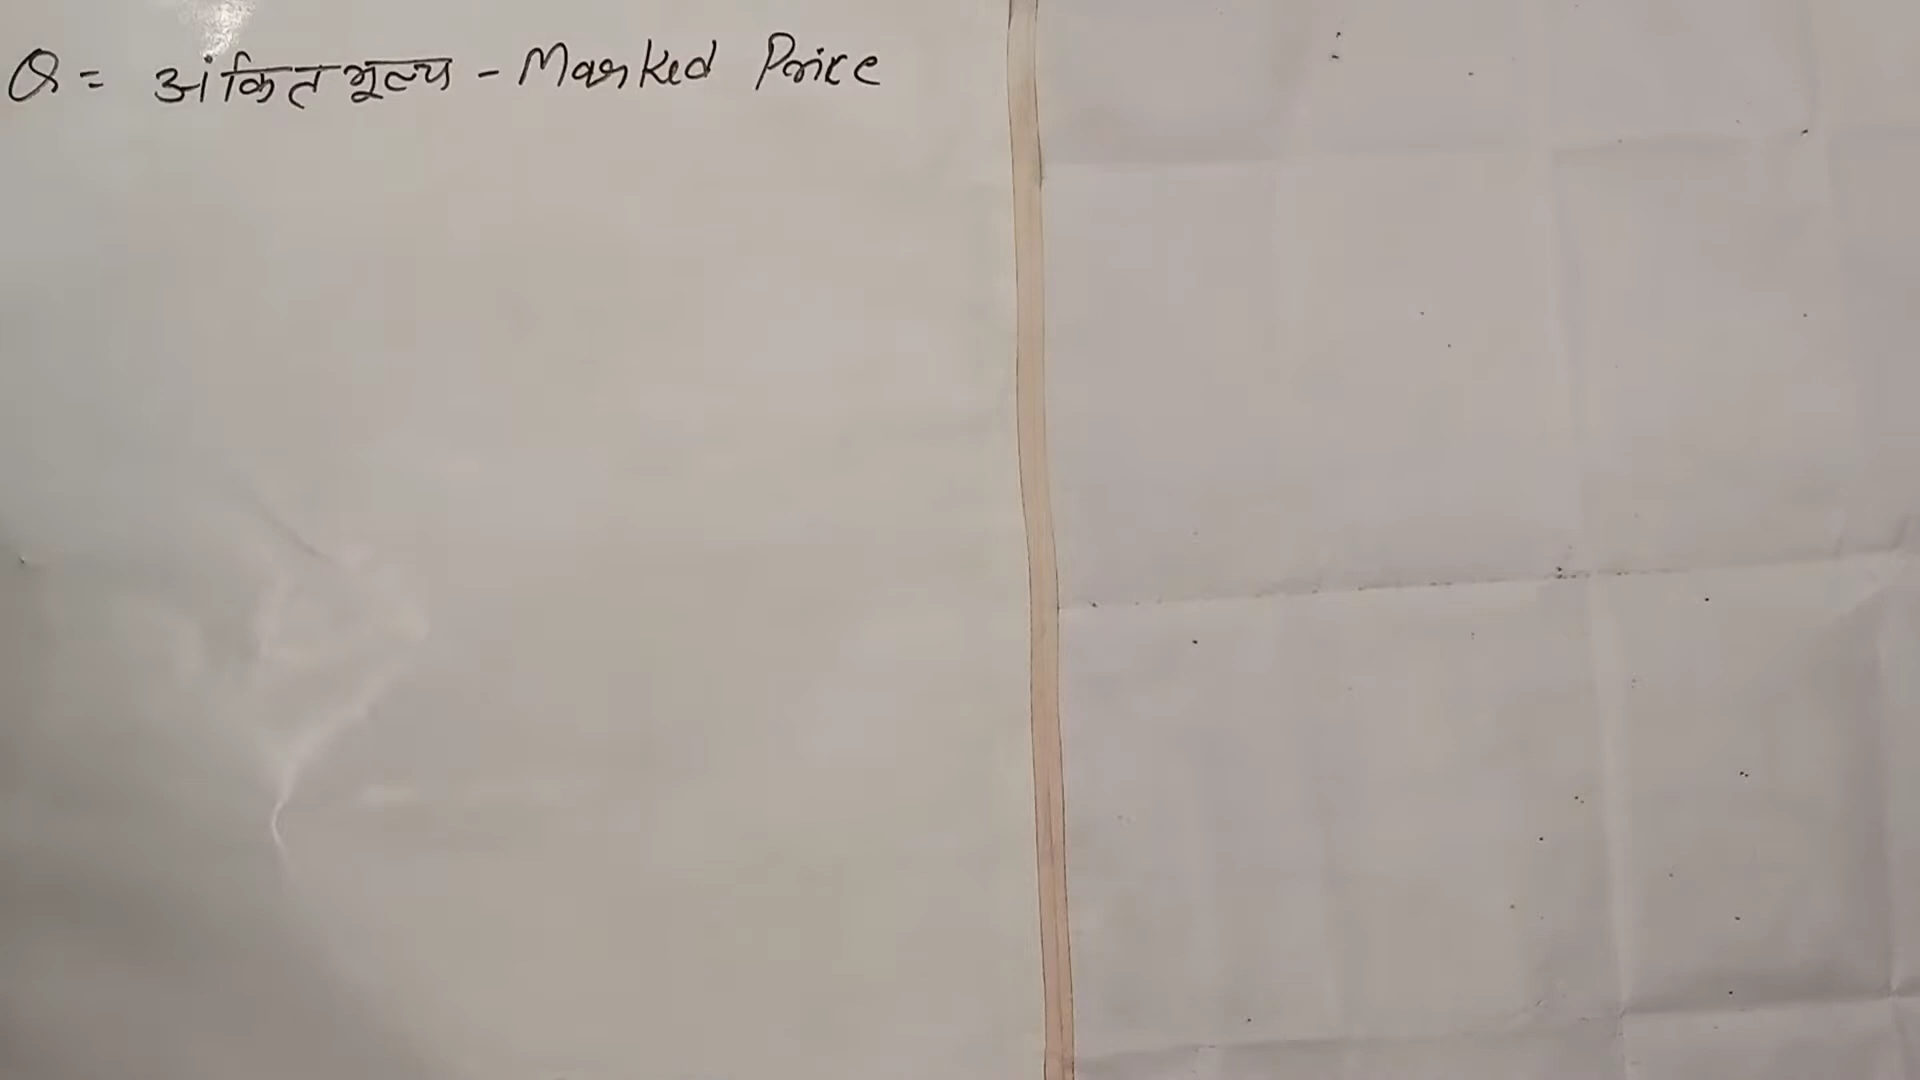 Q = अंकित मूल्य - Marked Price